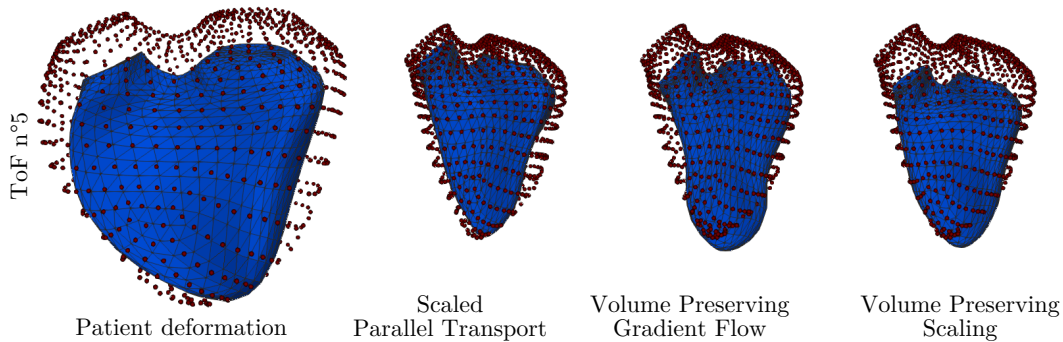 ToF n°5
Patient deformation
Scaled
Parallel Transport
Volume Preserving
Gradient Flow
Volume Preserving
Scaling